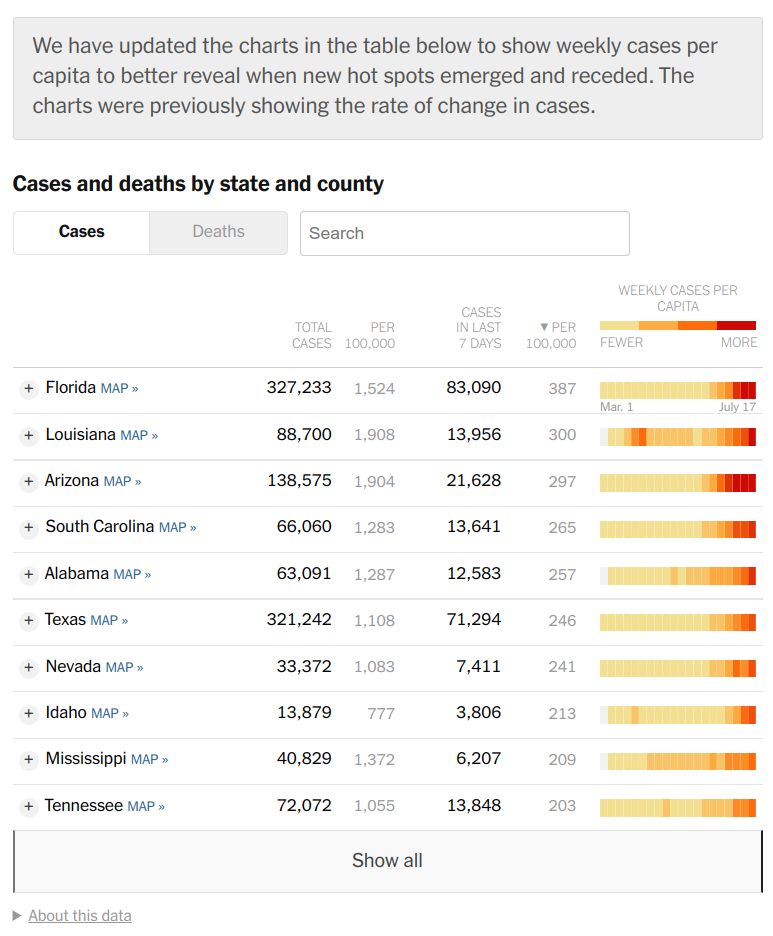 We have updated the charts in the table below to show weekly cases per
capita to better reveal when new hot spots emerged and receded. The
charts were previously showing the rate of change in cases.
Cases and deaths by state and county
Cases Deaths Search
TOTAL CASES PER 100,000 CASES IN LAST 7 DAYS ▼ PER 100,000 WEEKLY CASES PER CAPITA
FEWER MORE
+ Florida MAP » 327,233 1,524 83,090 387
Mar. 1 July 17
+ Louisiana MAP » 88,700 1,908 13,956 300
+ Arizona MAP » 138,575 1,904 21,628 297
+ South Carolina MAP » 66,060 1,283 13,641 265
+ Alabama MAP » 63,091 1,287 12,583 257
+ Texas MAP » 321,242 1,108 71,294 246
+ Nevada MAP » 33,372 1,083 7,411 241
+ Idaho MAP » 13,879 777 3,806 213
+ Mississippi MAP » 40,829 1,372 6,207 209
+ Tennessee MAP » 72,072 1,055 13,848 203
Show all
▶ About this data